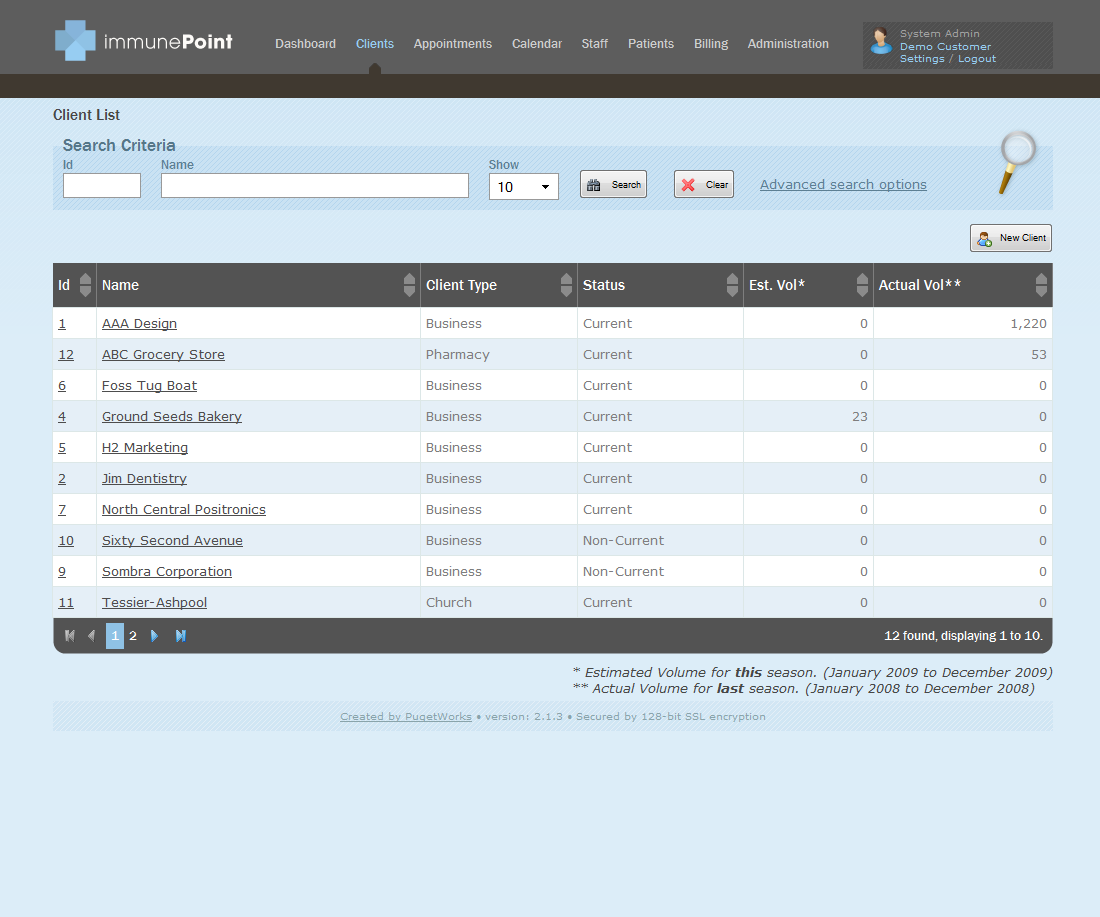 immunePoint
Dashboard Clients Appointments Calendar Staff Patients Billing Administration
System Admin
Demo Customer
Settings / Logout
Client List
Search Criteria
Id Name Show
10 Search Clear Advanced search options
New Client
Id Name Client Type Status Est. Vol* Actual Vol**
1 AAA Design Business Current 0 1,220
12 ABC Grocery Store Pharmacy Current 0 53
6 Foss Tug Boat Business Current 0 0
4 Ground Seeds Bakery Business Current 23 0
5 H2 Marketing Business Current 0 0
2 Jim Dentistry Business Current 0 0
7 North Central Positronics Business Current 0 0
10 Sixty Second Avenue Business Non-Current 0 0
9 Sombra Corporation Business Non-Current 0 0
11 Tessier-Ashpool Church Current 0 0
1 2 12 found, displaying 1 to 10.
* Estimated Volume for this season. (January 2009 to December 2009)
** Actual Volume for last season. (January 2008 to December 2008)
Created by PugetWorks • version: 2.1.3 • Secured by 128-bit SSL encryption